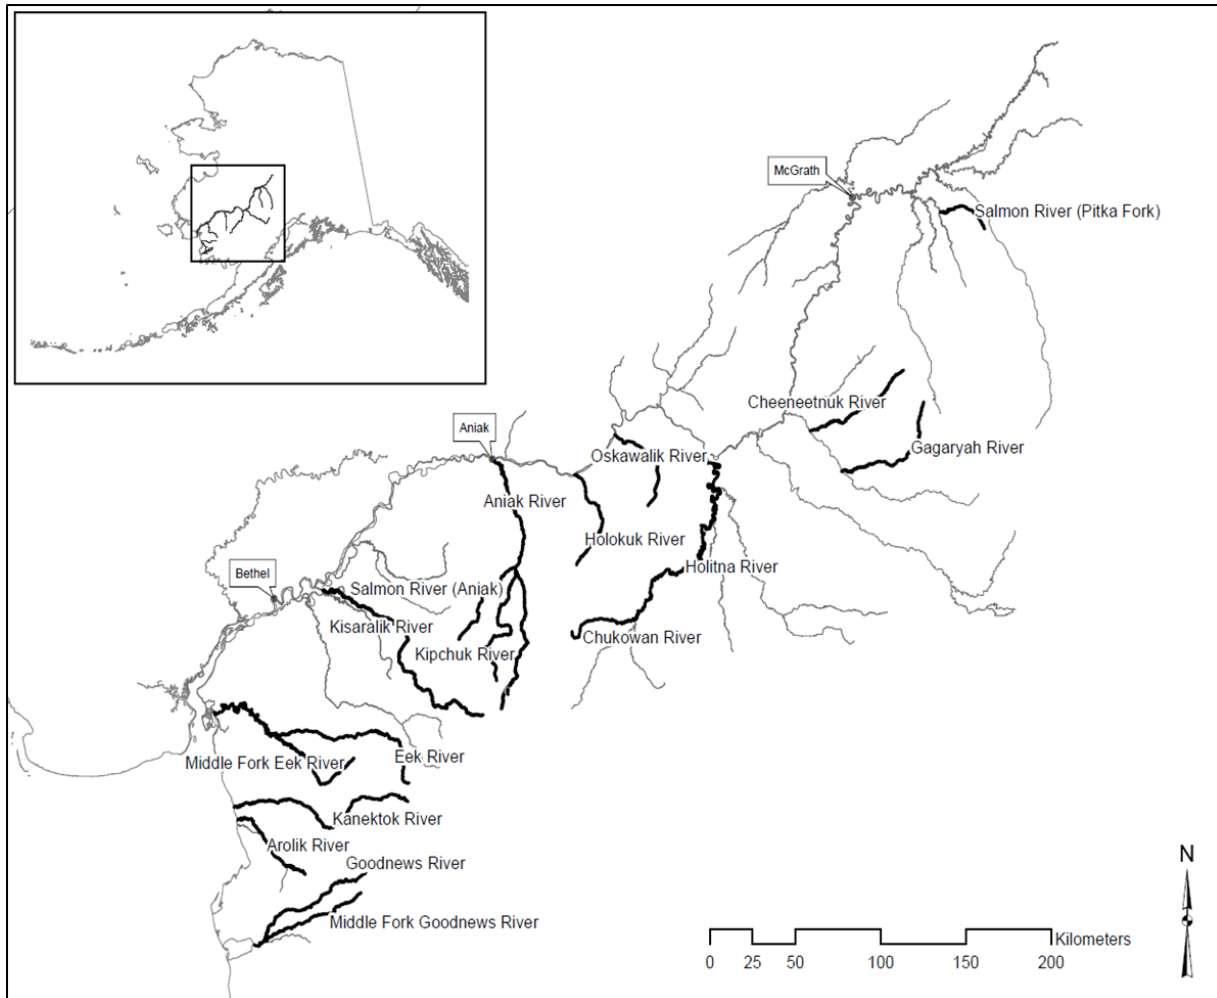 McGrath
Salmon River (Pitka Fork)
Cheeneetnuk River
Aniak
Gagaryah River
Oskawalik River
Aniak River
Holokuk River
Holitna River
Bethel
Salmon River (Aniak)
Kisaralik River
Chukowan River
Kipchuk River
Eek River
Middle Fork Eek River
Kanektok River
Arolik River
Goodnews River
Middle Fork Goodnews River
N
Kilometers
0 25 50 100 150 200